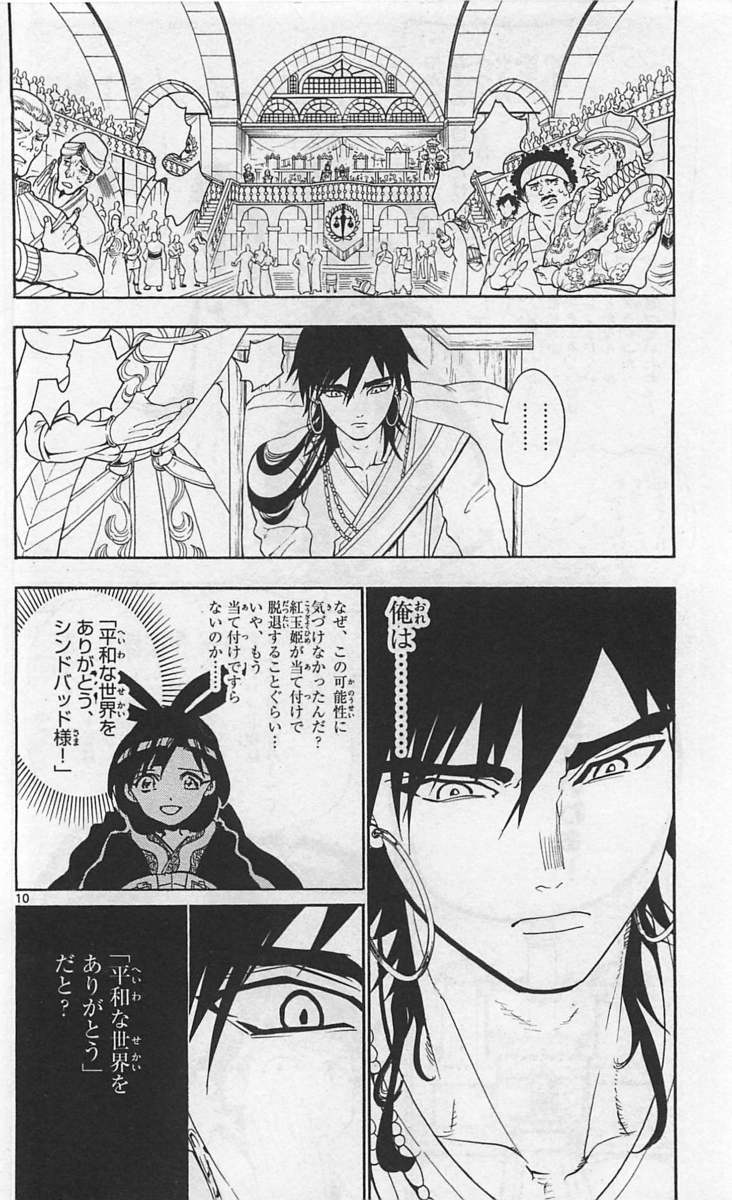 ………
………
俺は…………
なぜ、この可能性に
気づけなかったんだ?
紅玉姫が当て付けで
脱退することぐらい…
いや、もう
当て付けですら
ないのか……
「平和な世界を
ありがとう、
シンドバッド様!」
10
「平和な世界を
ありがとう」
だと?